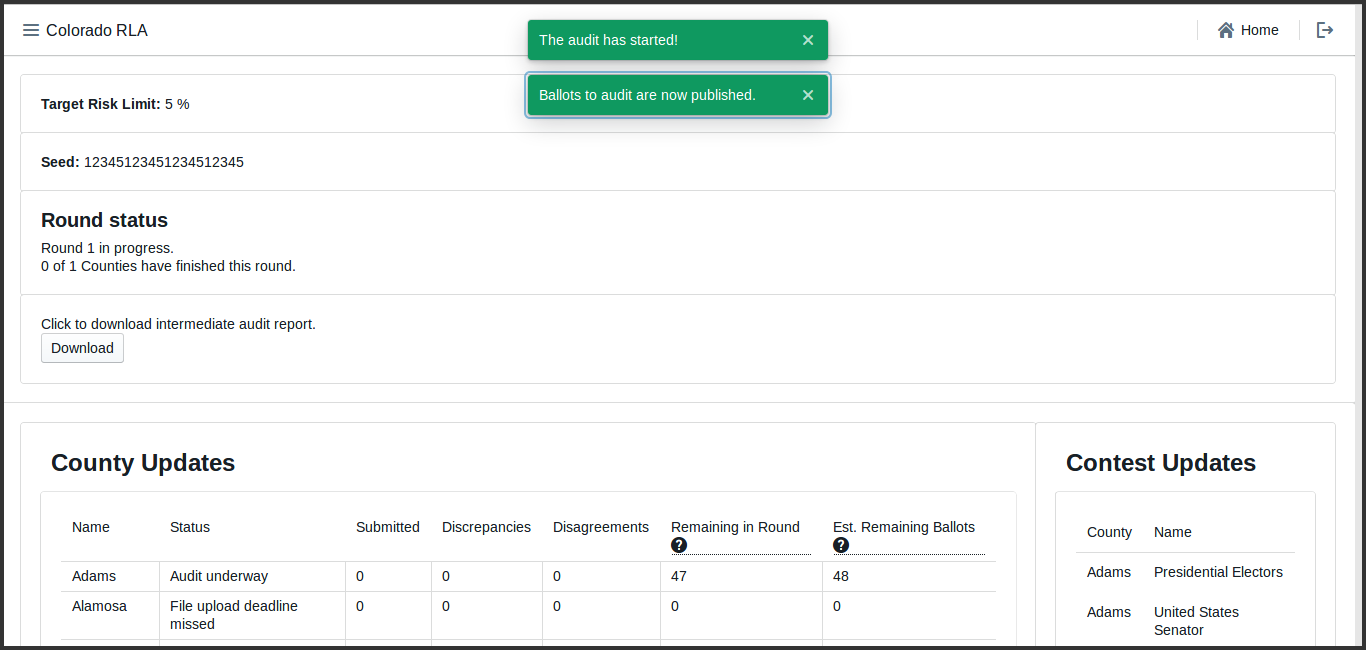 Colorado RLA
Home
The audit has started!
Ballots to audit are now published.
Target Risk Limit: 5 %
Seed: 12345123451234512345
Round status
Round 1 in progress.
0 of 1 Counties have finished this round.
Click to download intermediate audit report.
Download
County Updates
Name Status Submitted Discrepancies Disagreements Remaining in Round ? Est. Remaining Ballots ?
Adams Audit underway 0 0 0 47 48
Alamosa File upload deadline missed 0 0 0 0 0
Contest Updates
County Name
Adams Presidential Electors
Adams United States
Senator